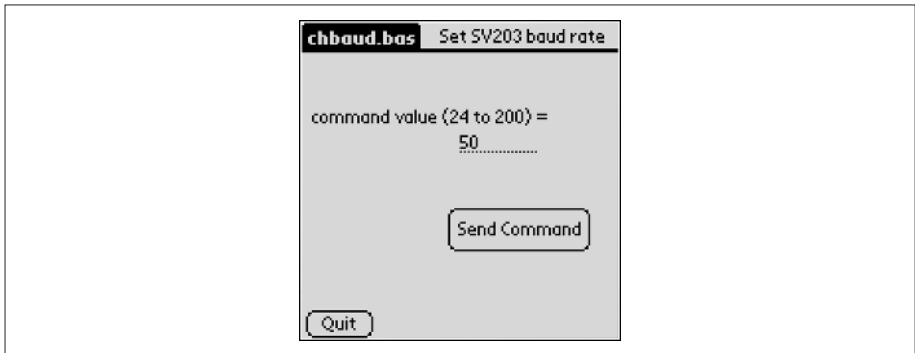 chbaud.bas Set SV203 baud rate
command value (24 to 200) =
50
Send Command
Quit